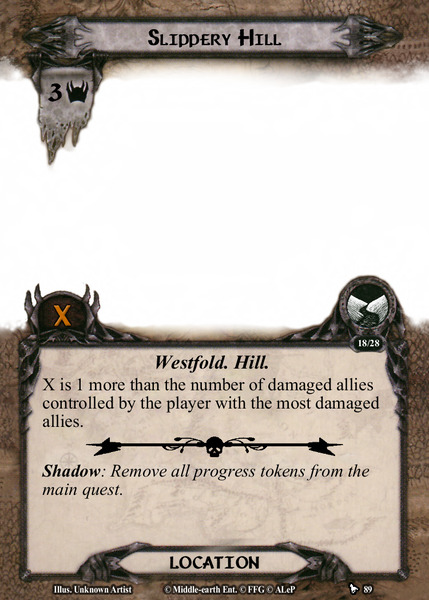 Slippery Hill
3
X
18/28
Westfold. Hill.
X is 1 more than the number of damaged allies
controlled by the player with the most damaged
allies.
Shadow: Remove all progress tokens from the
main quest.
LOCATION
Illus. Unknown Artist © Middle-earth Ent. © FFG © ALeP 89